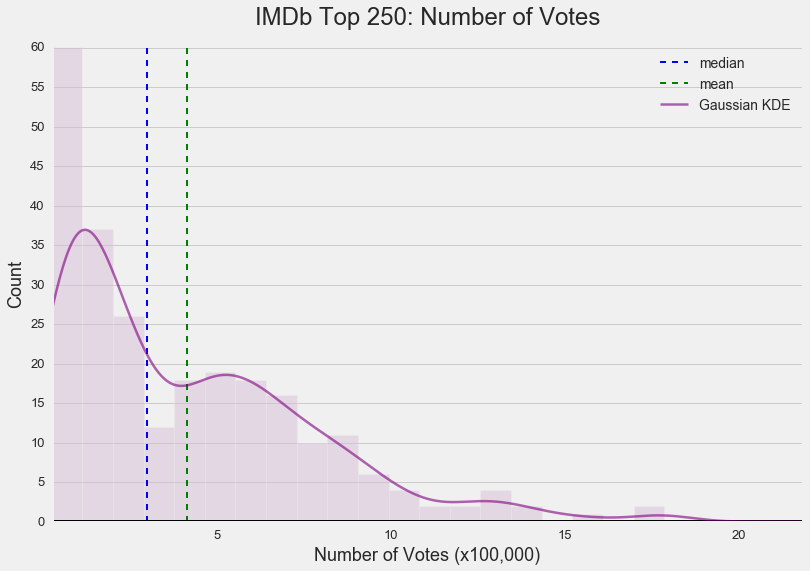 IMDb Top 250: Number of Votes
median
mean
Gaussian KDE
60
55
50
45
40
35
30
25
20
15
10
5
0
Count
5
10
15
20
Number of Votes (x100,000)